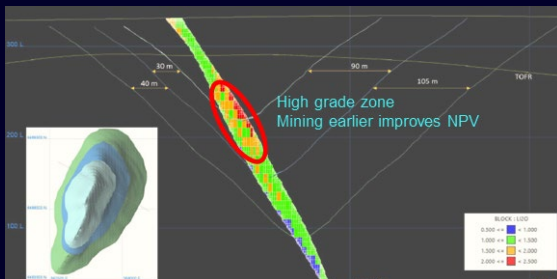 300 L
30 m
90 m
40 m
105 m
TOFR
High grade zone
Mining earlier improves NPV
200 L
100 L
BLOCK : LOD
0.500 <= < 1.000
1.000 <= < 1.500
1.500 <= < 2.000
2.000 <= < 2.500